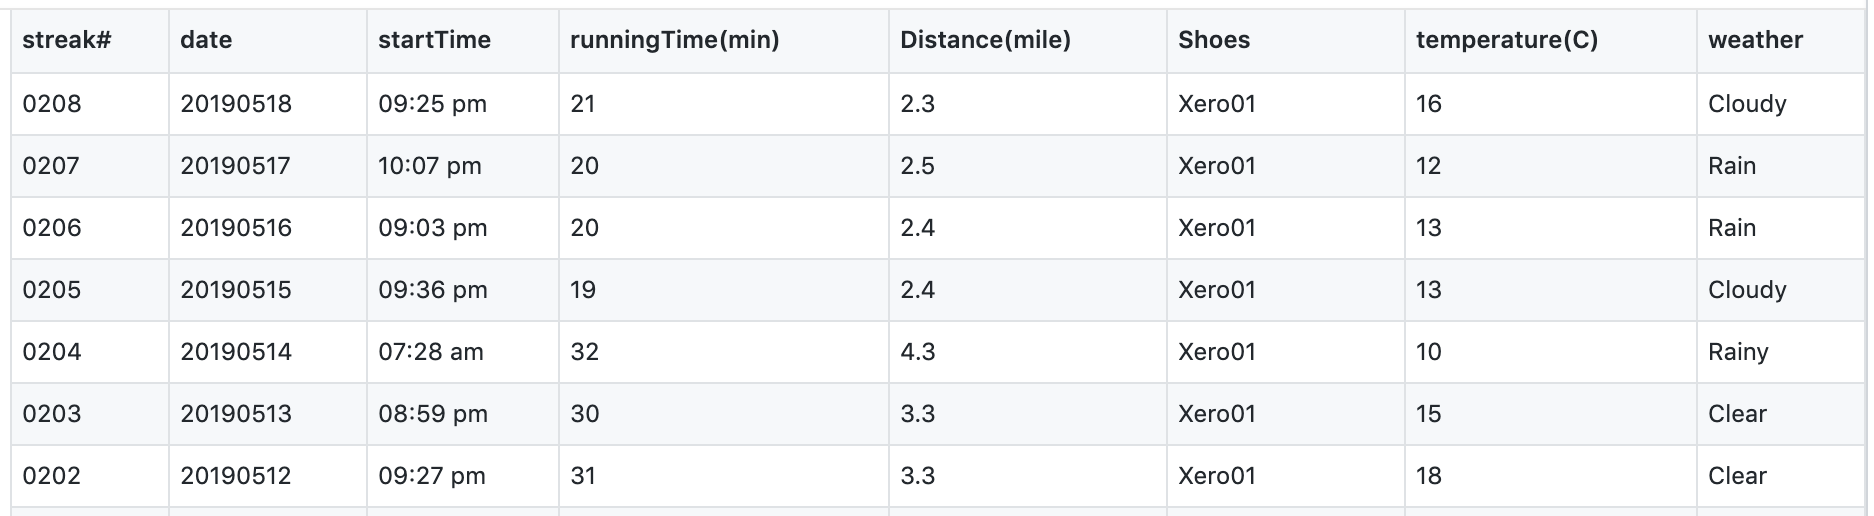 streak# date startTime runningTime(min) Distance(mile) Shoes temperature(C) weather
0208 20190518 09:25 pm 21 2.3 Xero01 16 Cloudy
0207 20190517 10:07 pm 20 2.5 Xero01 12 Rain
0206 20190516 09:03 pm 20 2.4 Xero01 13 Rain
0205 20190515 09:36 pm 19 2.4 Xero01 13 Cloudy
0204 20190514 07:28 am 32 4.3 Xero01 10 Rainy
0203 20190513 08:59 pm 30 3.3 Xero01 15 Clear
0202 20190512 09:27 pm 31 3.3 Xero01 18 Clear